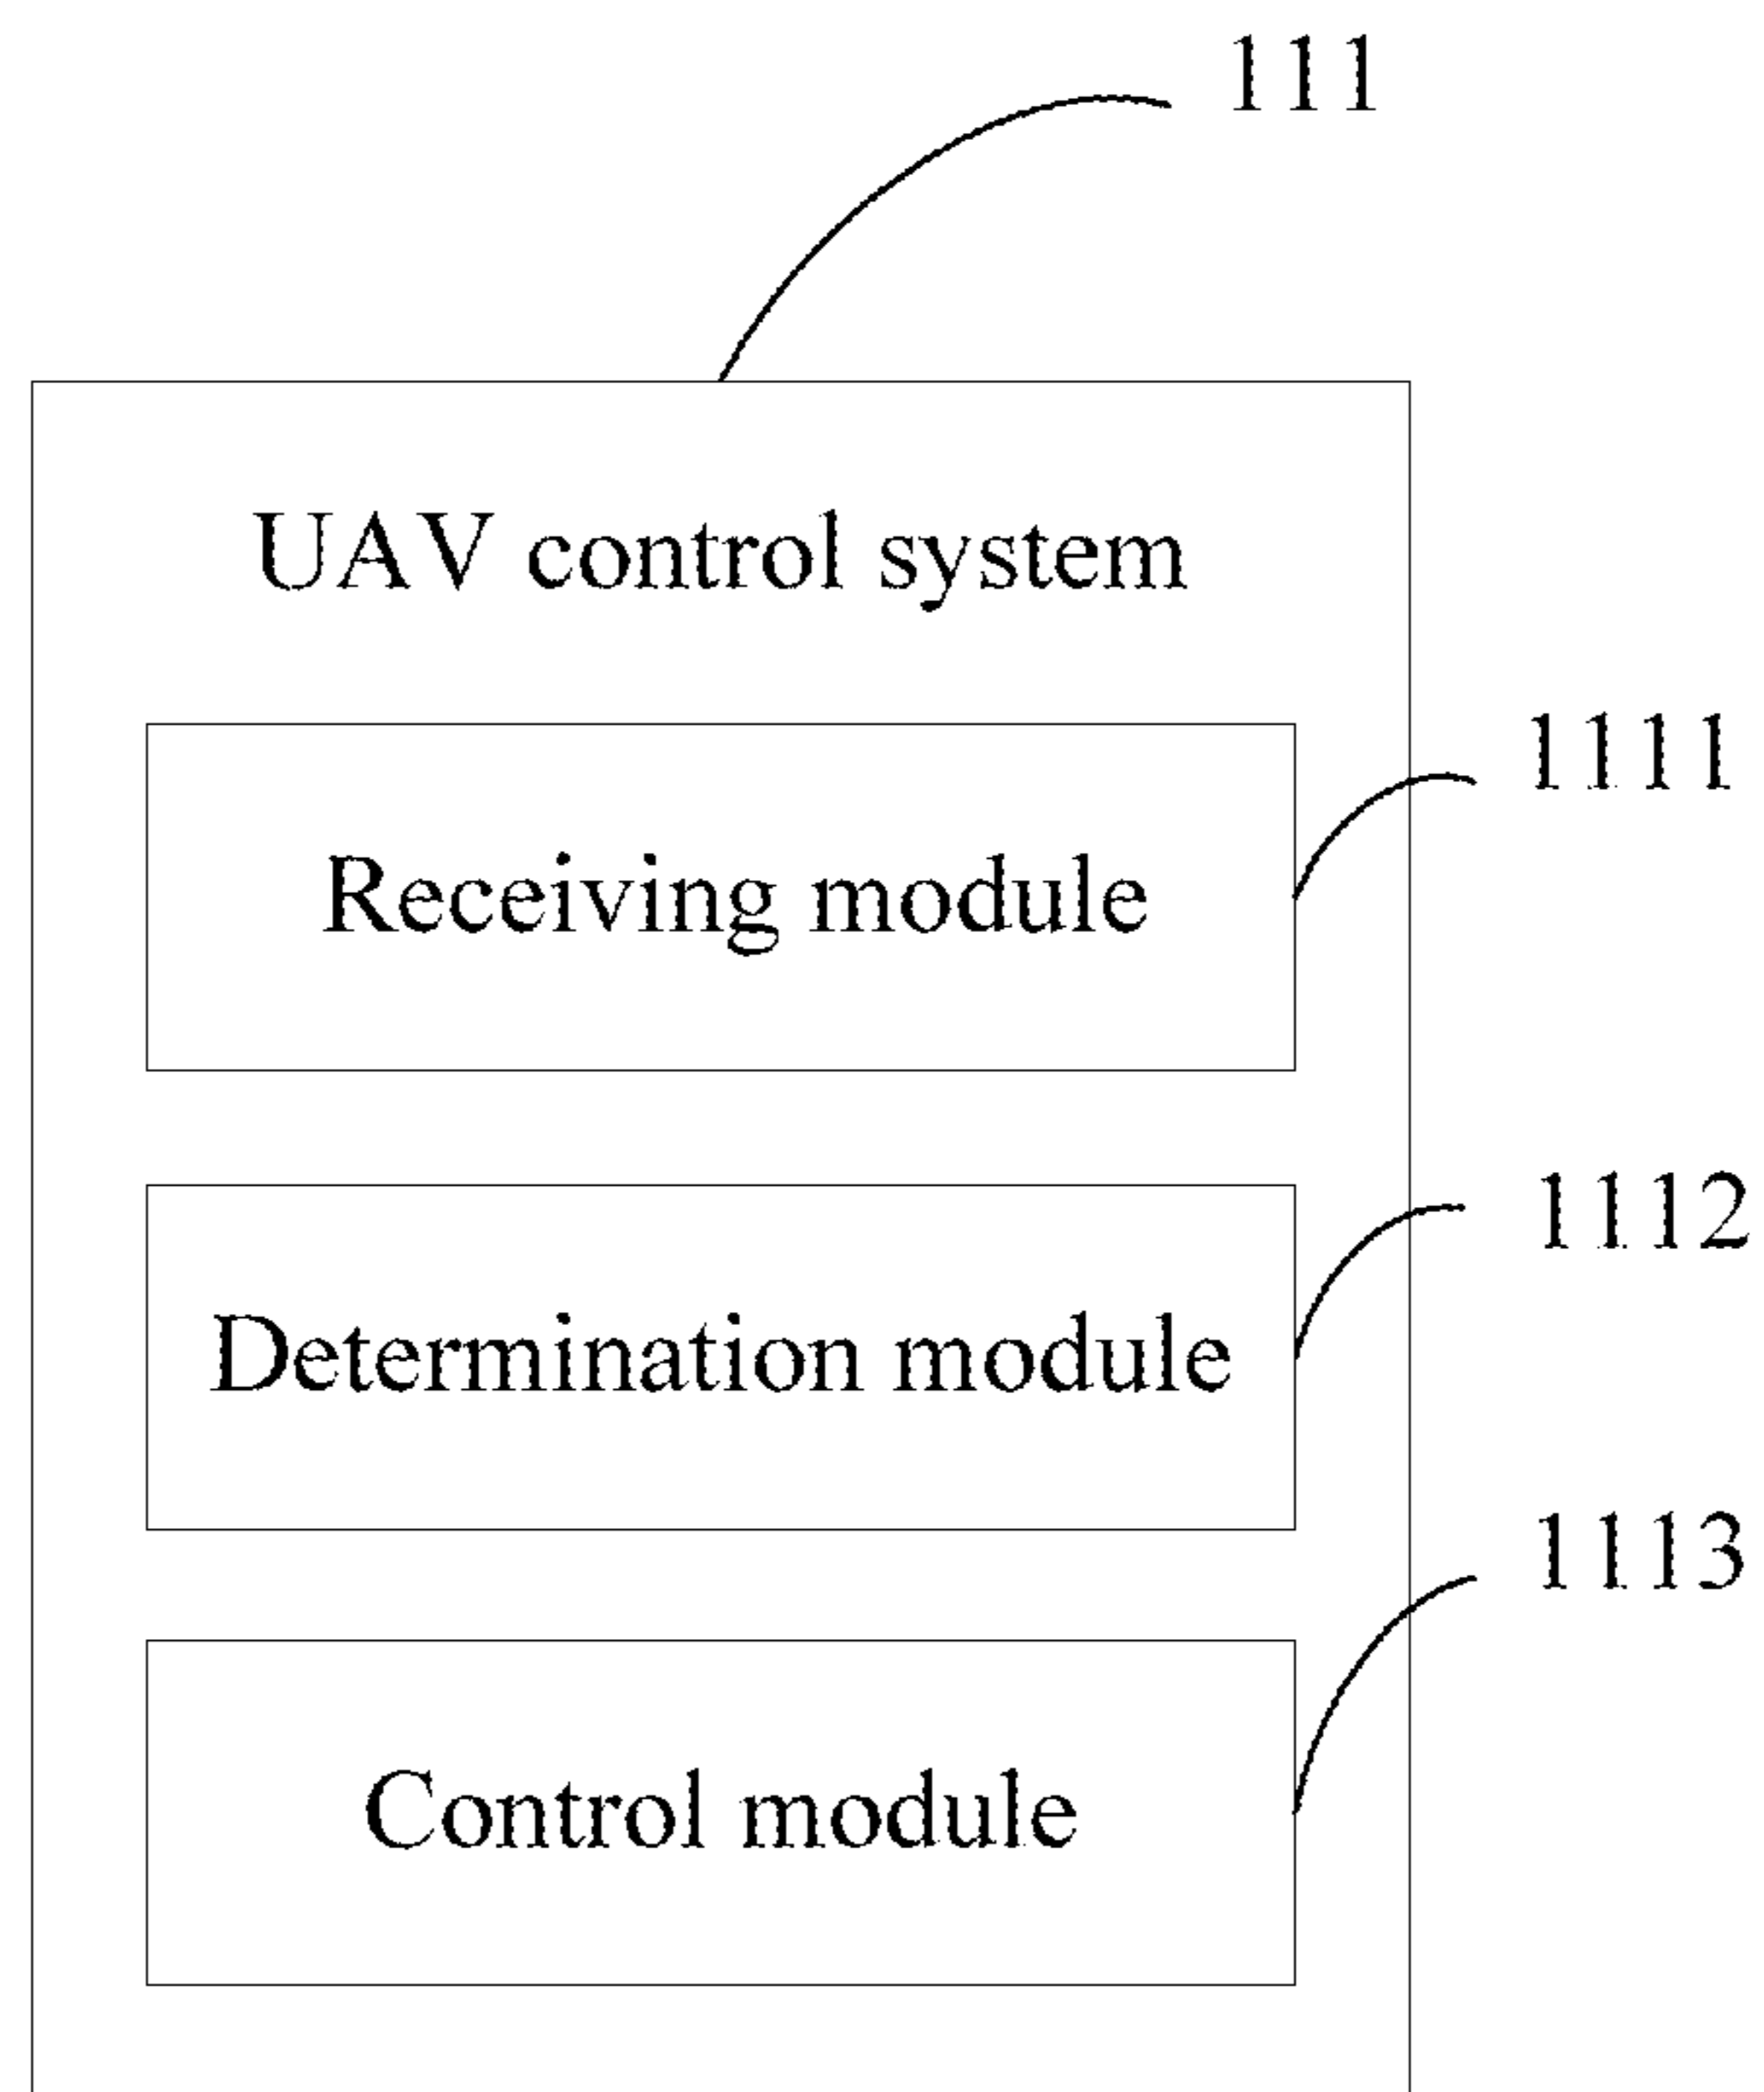 111
UAV control system
1111
Receiving module
1112
Determination module
1113
Control module